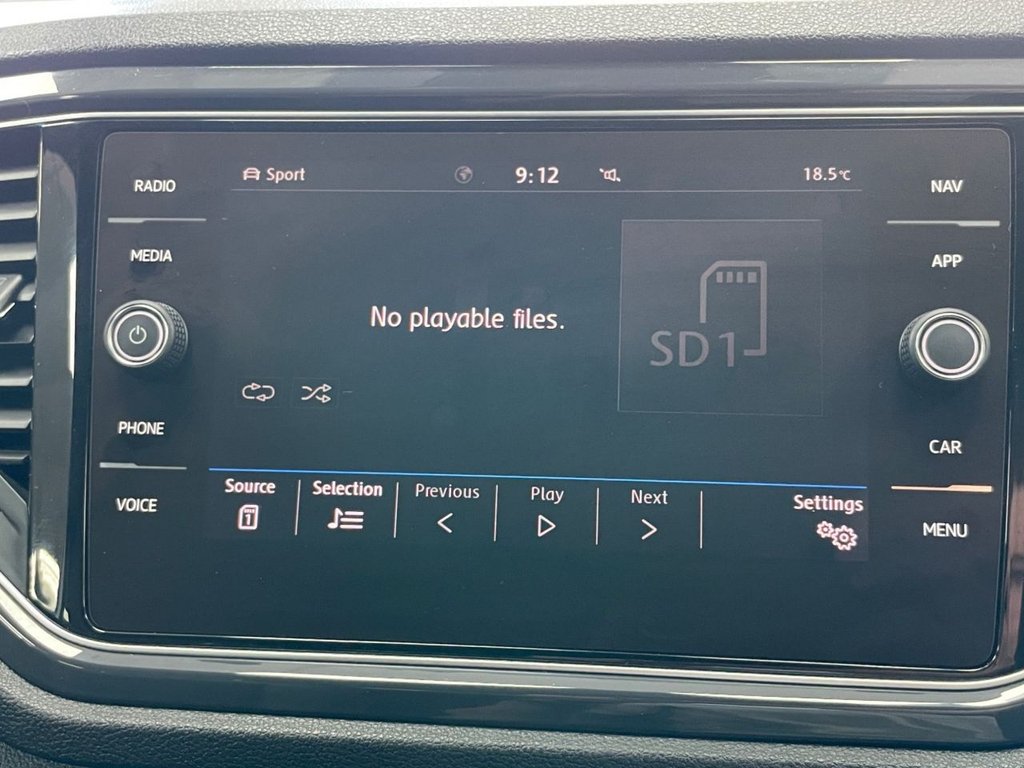 RADIO
MEDIA
PHONE
VOICE
Sport 9:12 18.5°C
No playable files.
SD1
Source
1
Selection
Previous
Play
Next
Settings
NAV
APP
CAR
MENU